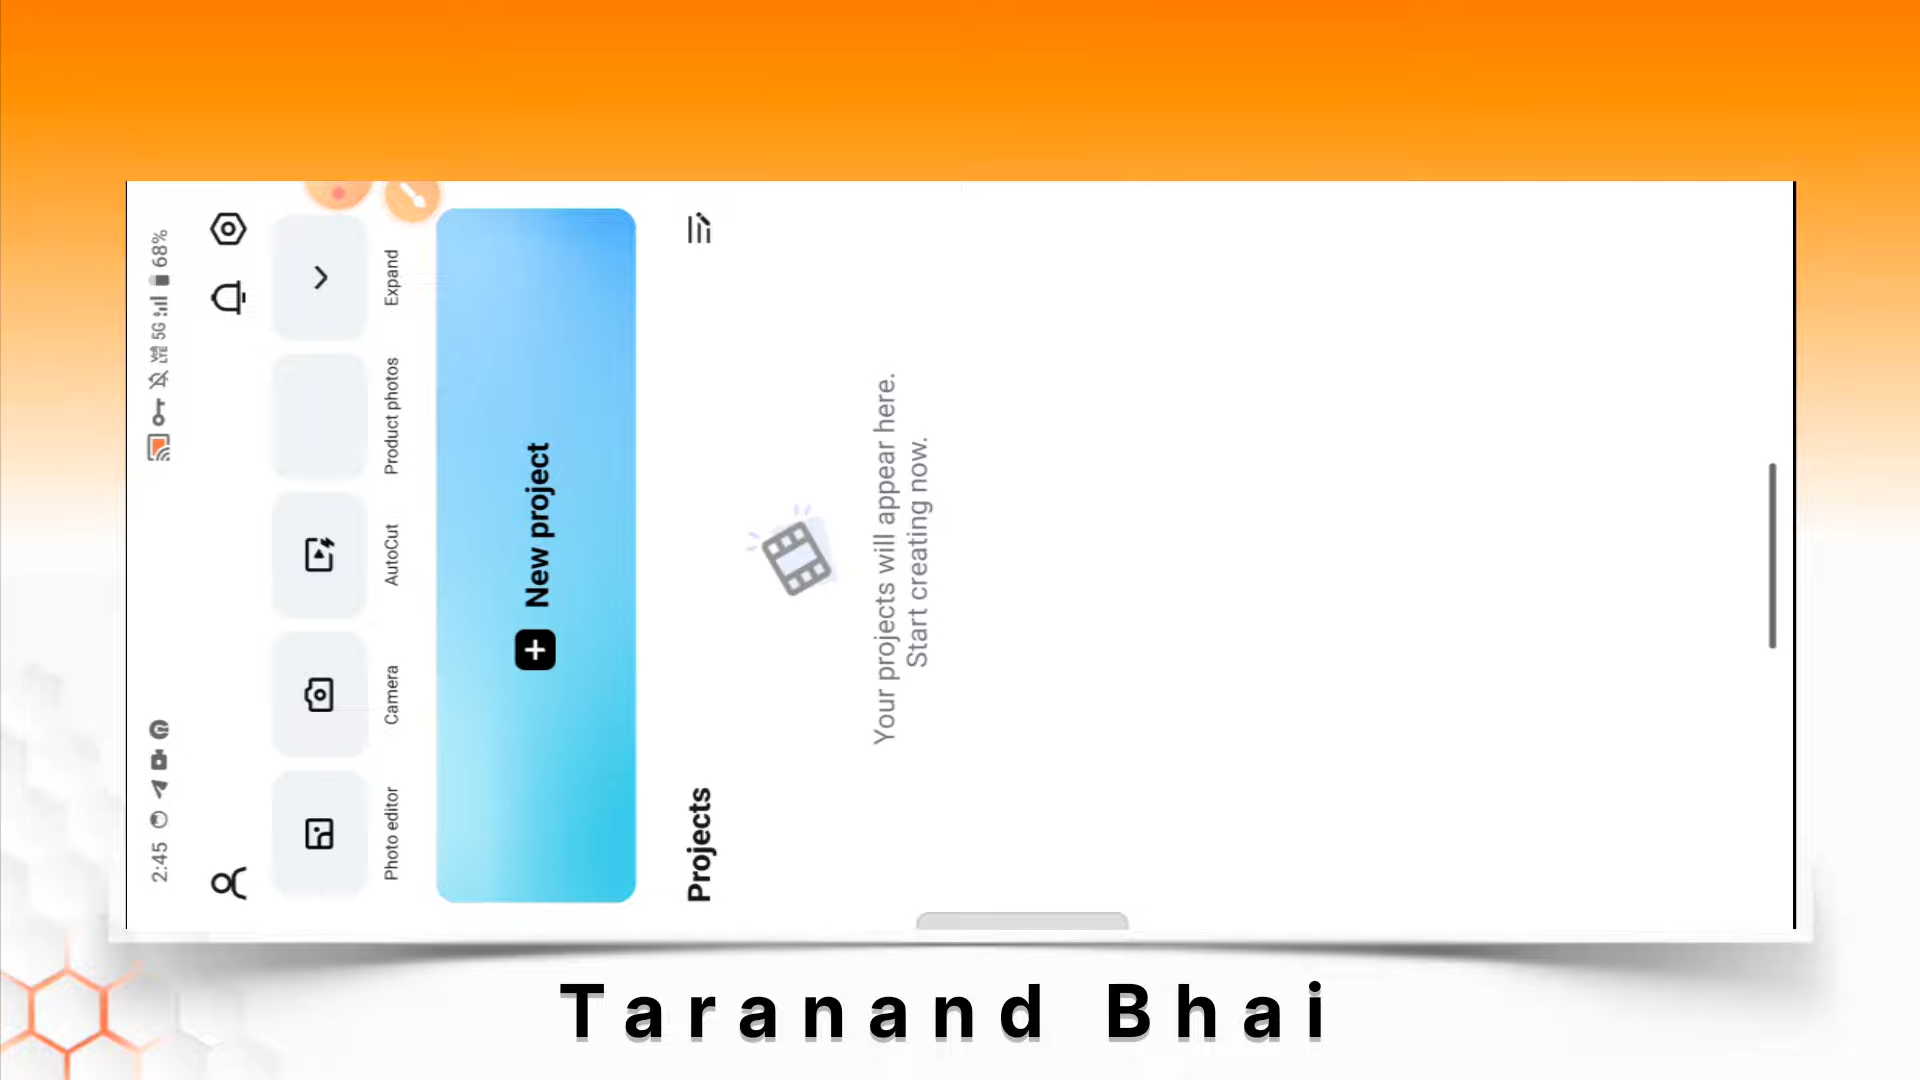 2:45
5G 68%
Photo editor
Camera
AutoCut
Product photos
Expand
New project
Projects
Your projects will appear here.
Start creating now.
Taranand Bhai